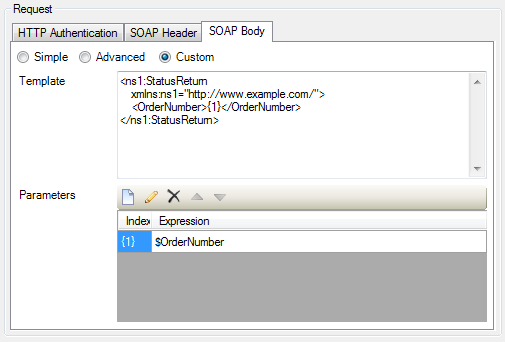 Request
HTTP Authentication SOAP Header SOAP Body
Simple Advanced Custom
Template
<ns1:StatusReturn
xmlns:ns1="http://www.example.com/">
<OrderNumber>{1}</OrderNumber>
</ns1:StatusReturn>
Parameters
Index Expression
{1} $OrderNumber